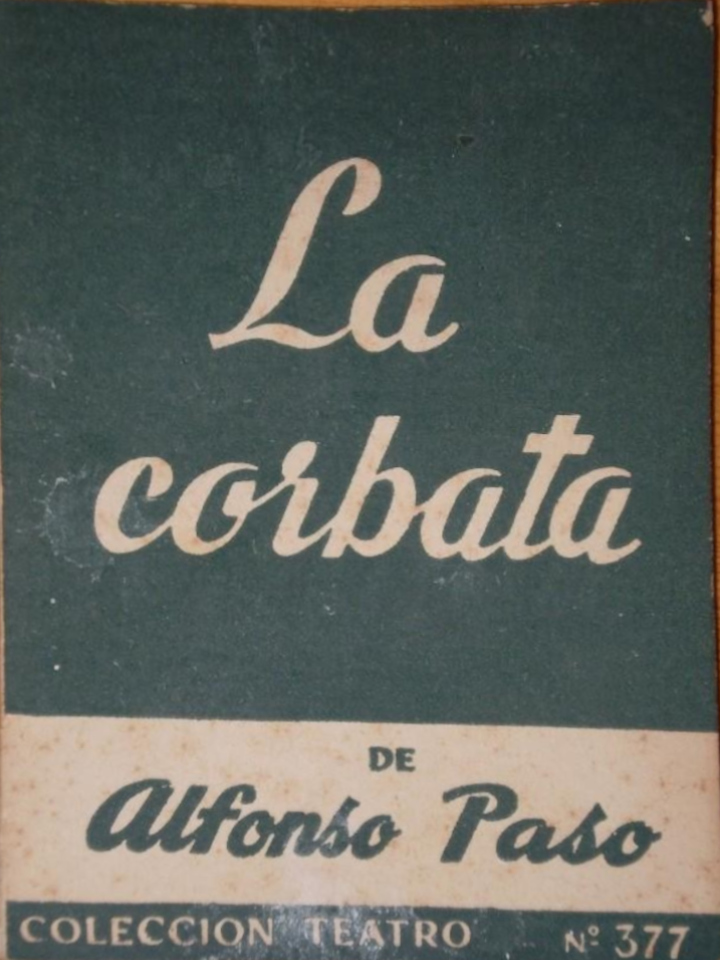 La
corbata
DE
Alfonso Paso
COLECCION TEATRO Nº 377